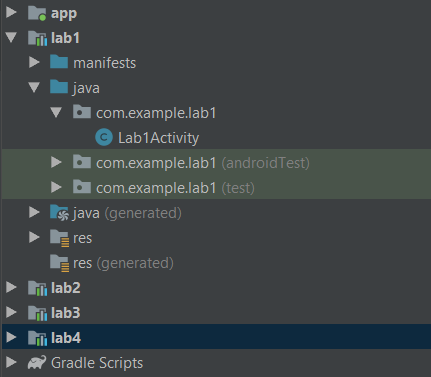 app
lab1
manifests
java
com.example.lab1
C Lab1Activity
com.example.lab1 (androidTest)
com.example.lab1 (test)
java (generated)
res
res (generated)
lab2
lab3
lab4
Gradle Scripts